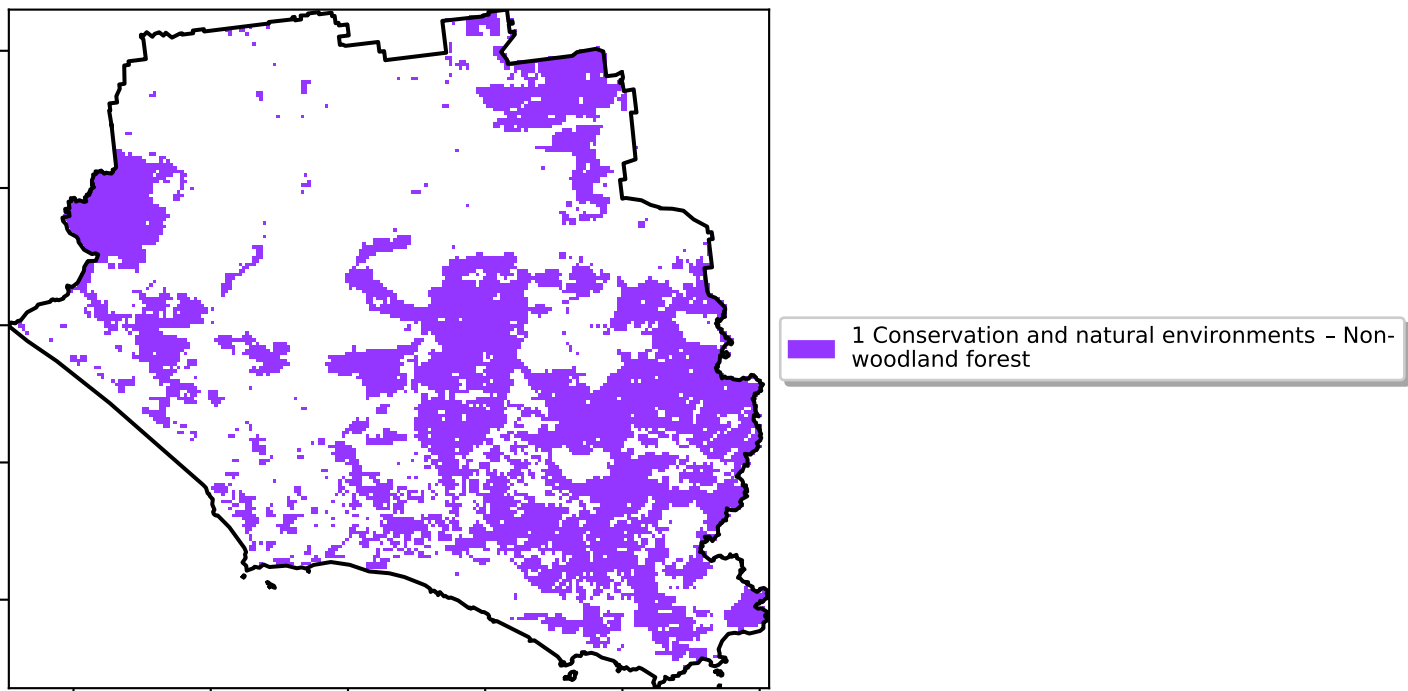 1 Conservation and natural environments – Non-
woodland forest